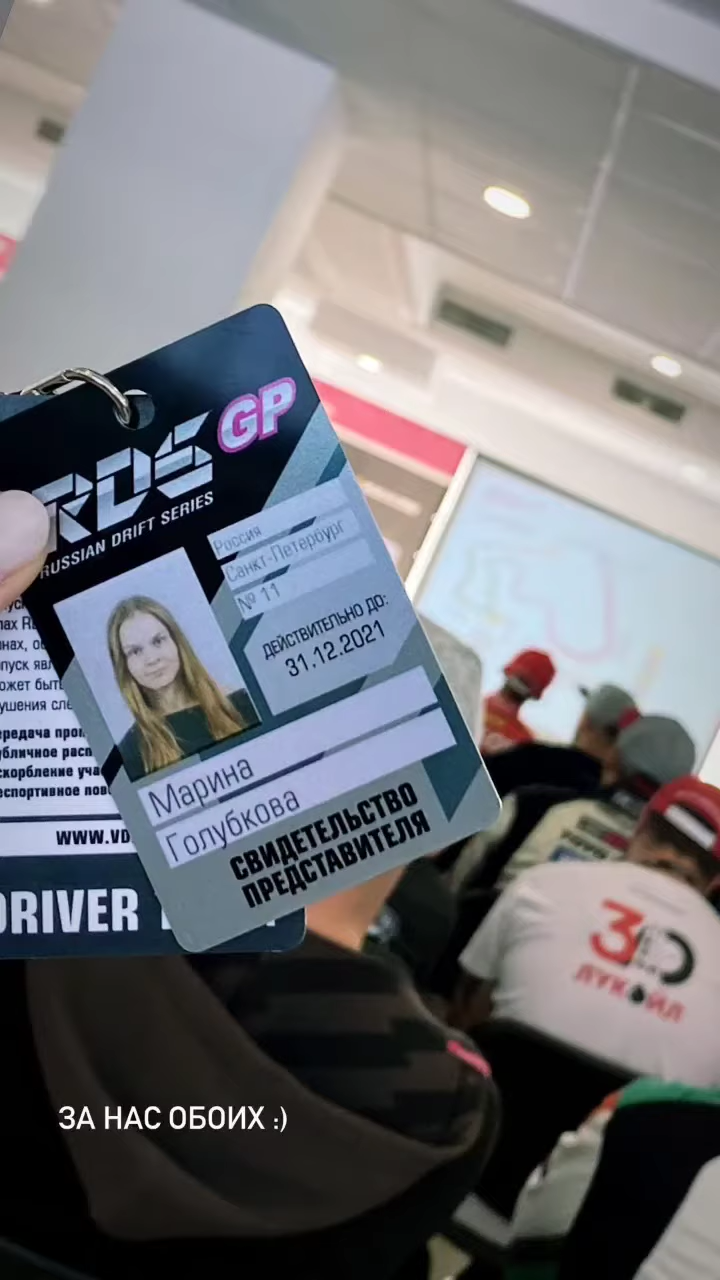 RDS GP
RUSSIAN DRIFT SERIES
Россия
Санкт-Петербург
№ 11
ДЕЙСТВИТЕЛЬНО ДО:
31.12.2021
Марина
Голубкова
СВИДЕТЕЛЬСТВО
ПРЕДСТАВИТЕЛЯ
WWW.VD
DRIVER
ЛУКОЙЛ
ЗА НАС ОБОИХ :)